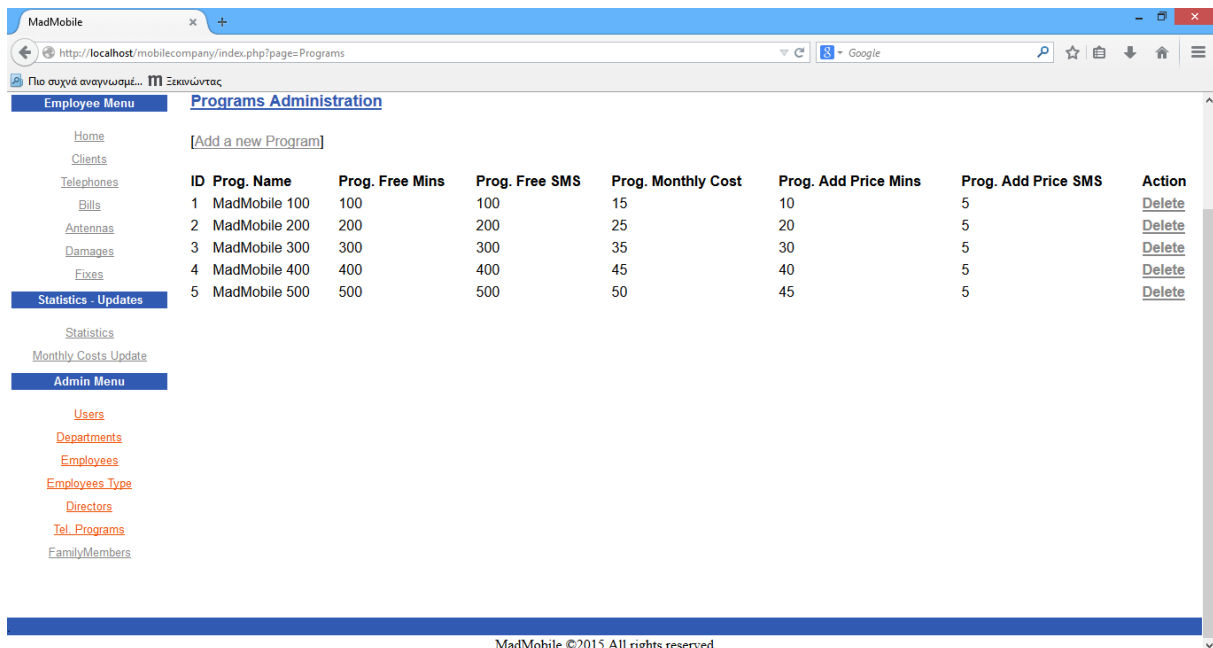 MadMobile
http://localhost/mobilecompany/index.php?page=Programs
8 Google
Πιο συχνά αναγνωσμέ... m Ξεκινώντας
Employee Menu
Home
Clients
Telephones
Bills
Antennas
Damages
Fixes
Statistics - Updates
Statistics
Monthly Costs Update
Admin Menu
Users
Departments
Employees
Employees Type
Directors
Tel. Programs
FamilyMembers
Programs Administration
[Add a new Program]
ID Prog. Name Prog. Free Mins Prog. Free SMS Prog. Monthly Cost Prog. Add Price Mins Prog. Add Price SMS Action
1 MadMobile 100 100 100 15 10 5 Delete
2 MadMobile 200 200 200 25 20 5 Delete
3 MadMobile 300 300 300 35 30 5 Delete
4 MadMobile 400 400 400 45 40 5 Delete
5 MadMobile 500 500 500 50 45 5 Delete
MadMobile ©2015 All rights reserved